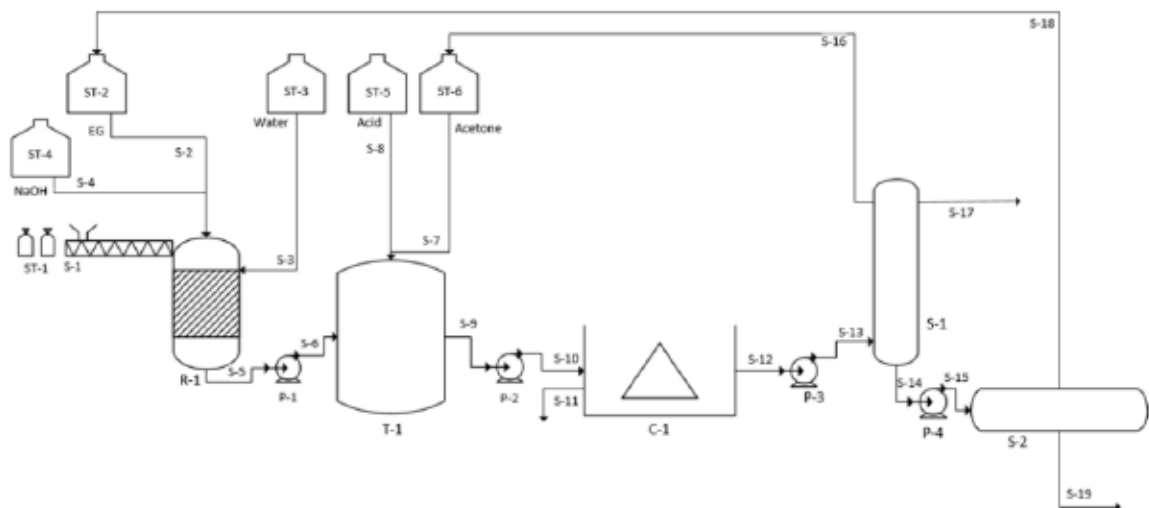 S-18
S-16
ST-2
ST-3
ST-5
ST-6
EG
Water
Acid
Acetone
ST-4
S-2
S-8
S-4
NaOH
S-17
S-7
ST-1
S-1
S-3
S-6
S-9
S-13
S-1
S-10
S-12
S-5
R-1
P-1
P-2
S-11
P-3
S-14
S-15
T-1
C-1
P-4
S-2
S-19